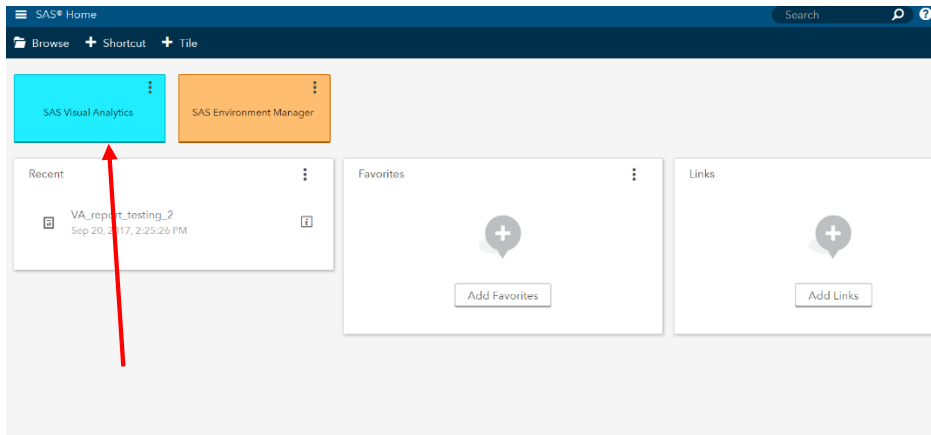 SAS® Home
Search
Browse
Shortcut
Tile
SAS Visual Analytics
SAS Environment Manager
Recent
Favorites
Links
VA_report_testing_2
Sep 20, 2017, 2:25:26 PM
Add Favorites
Add Links